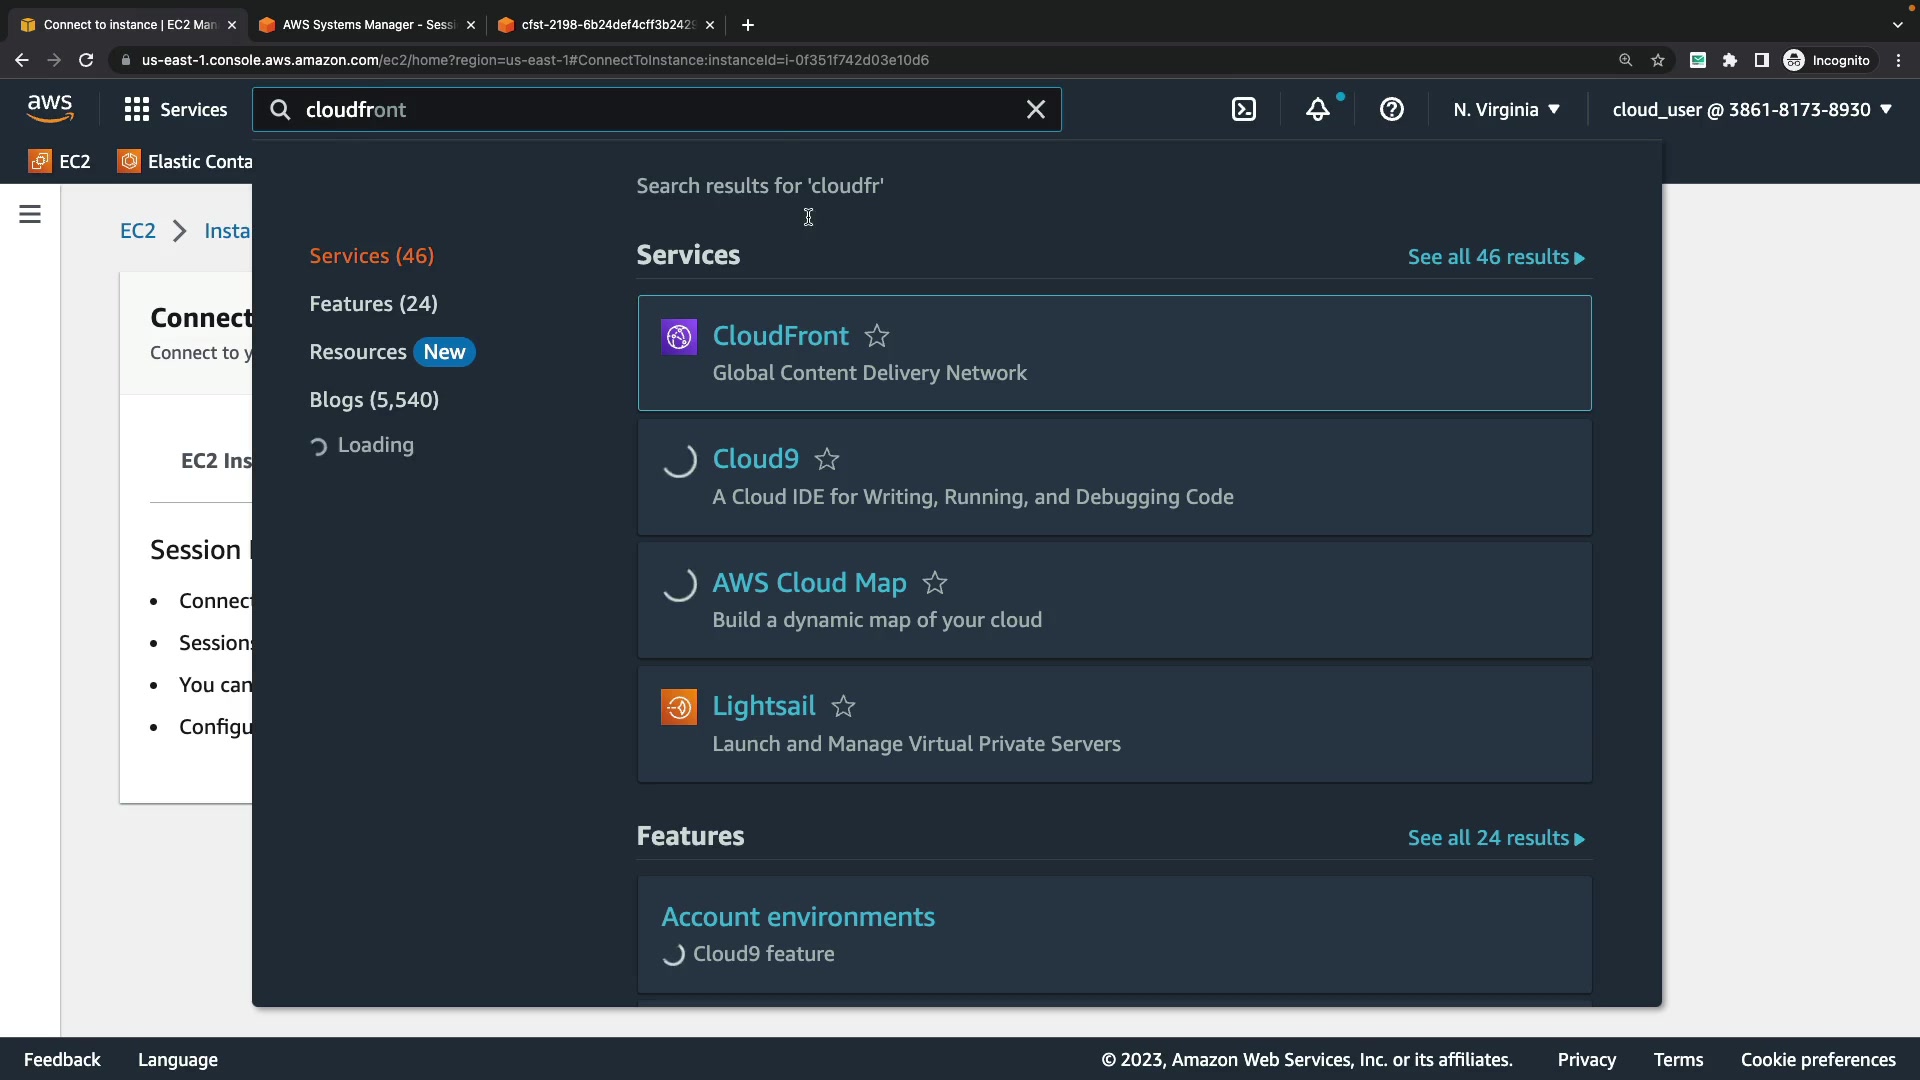 Connect to instance | EC2 Man
AWS Systems Manager - Sessi
cfst-2198-6b24def4cff3b2429
us-east-1.console.aws.amazon.com/ec2/home?region=us-east-1#ConnectToInstance:instanceId=i-0f351f742d03e10d6
Incognito
aws
Services
cloudfront
N. Virginia
cloud_user @ 3861-8173-8930
EC2
Elastic Conta
Search results for 'cloudfr'
EC2
Insta
Services (46)
Features (24)
Resources New
Blogs (5,540)
Loading
Services
See all 46 results
CloudFront
Global Content Delivery Network
Cloud9
A Cloud IDE for Writing, Running, and Debugging Code
AWS Cloud Map
Build a dynamic map of your cloud
Lightsail
Launch and Manage Virtual Private Servers
Features
See all 24 results
Account environments
Cloud9 feature
Connect
Connect to y
EC2 Ins
Session
• Connect
• Sessions
• You can
• Configu
Feedback
Language
© 2023, Amazon Web Services, Inc. or its affiliates.
Privacy
Terms
Cookie preferences